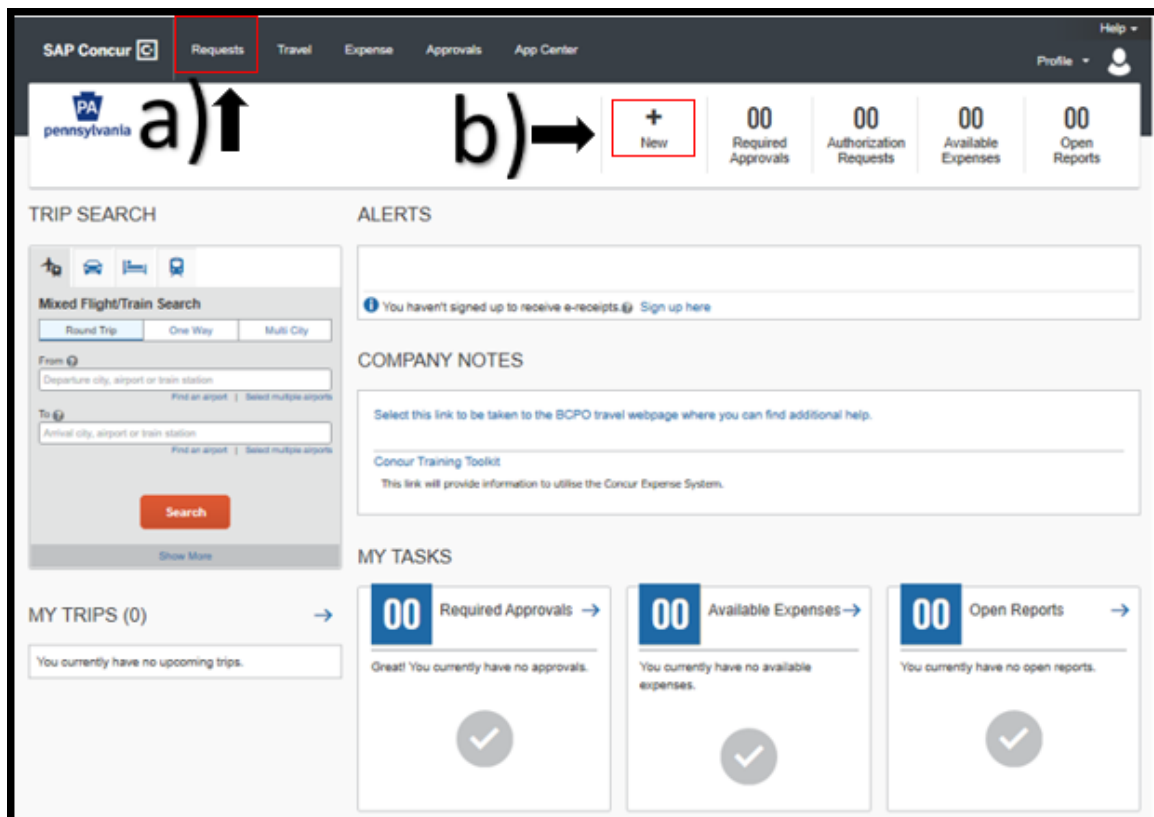 Help
SAP Concur C Requests Travel Expense Approvals App Center
Profile
PA
pennsylvania
a)
b)
+
New
00
Required
Approvals
00
Authorization
Requests
00
Available
Expenses
00
Open
Reports
TRIP SEARCH
Mixed Flight/Train Search
Round Trip One Way Multi City
From
Departure city, airport or train station
Find an airport | Select multiple airports
To
Arrival city, airport or train station
Find an airport | Select multiple airports
Search
Show More
MY TRIPS (0)
You currently have no upcoming trips.
ALERTS
You haven't signed up to receive e-receipts. Sign up here
COMPANY NOTES
Select this link to be taken to the BCPO travel webpage where you can find additional help.
Concur Training Toolkit
This link will provide information to utilise the Concur Expense System.
MY TASKS
00 Required Approvals
Great! You currently have no approvals.
00 Available Expenses
You currently have no available
expenses.
00 Open Reports
You currently have no open reports.